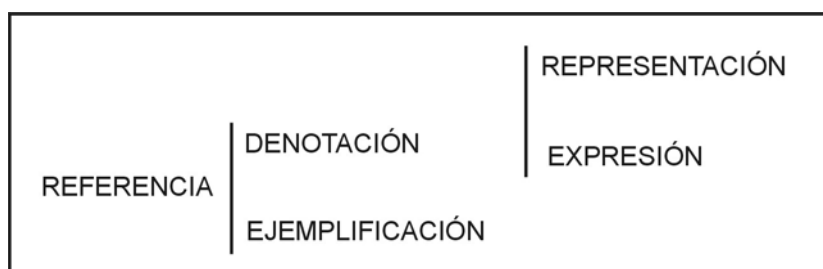 REPRESENTACIÓN
DENOTACIÓN
EXPRESIÓN
REFERENCIA
EJEMPLIFICACIÓN